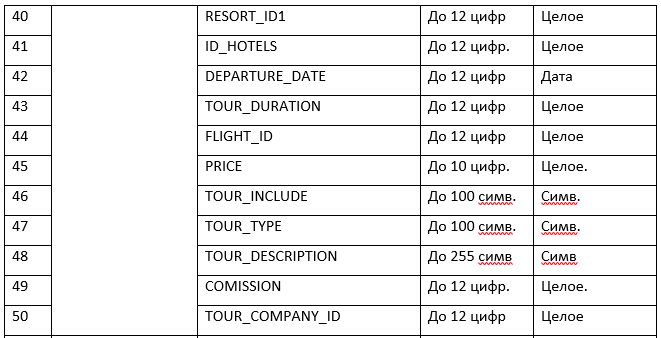 40 RESORT_ID1 До 12 цифр Целое
41 ID_HOTELS До 12 цифр. Целое
42 DEPARTURE_DATE До 12 цифр Дата
43 TOUR_DURATION До 12 цифр Целое
44 FLIGHT_ID До 12 цифр Целое
45 PRICE До 10 цифр. Целое.
46 TOUR_INCLUDE До 100 симв. Симв.
47 TOUR_TYPE До 100 симв. Симв.
48 TOUR_DESCRIPTION До 255 симв Симв
49 COMISSION До 12 цифр. Целое.
50 TOUR_COMPANY_ID До 12 цифр Целое